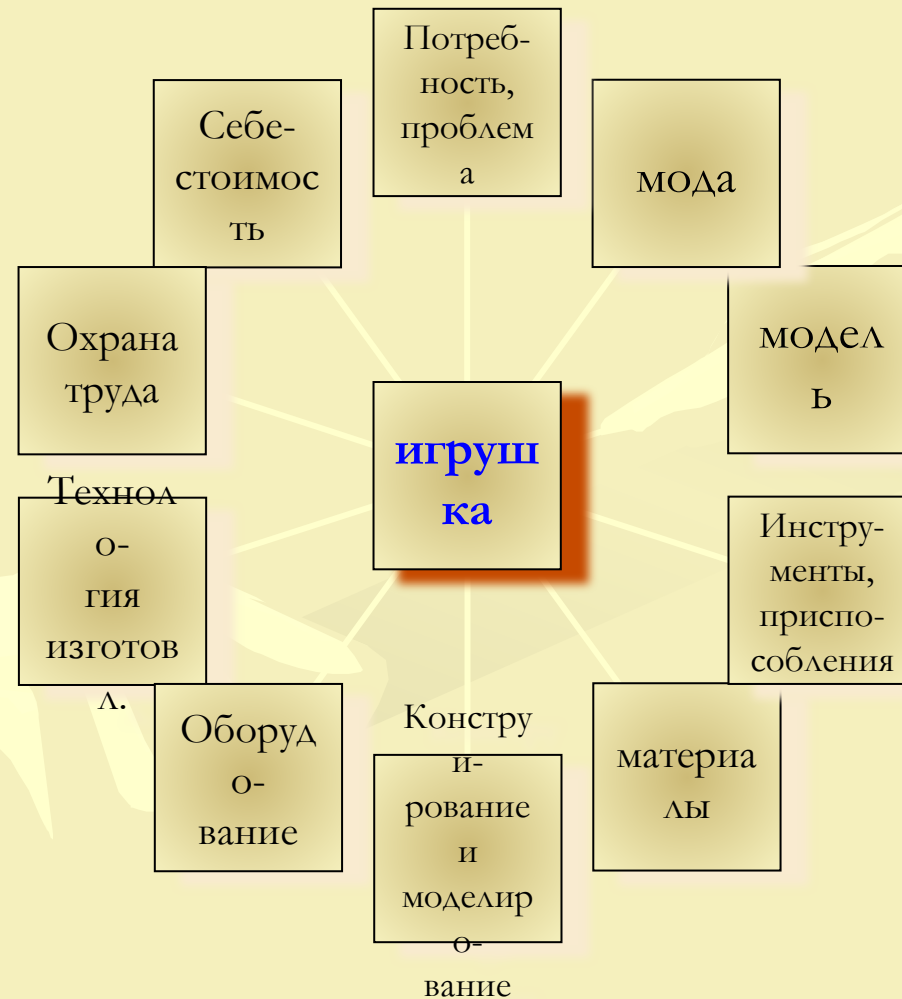 Потреб-
ность,
проблем
а
мода
модел
ь
Инстру-
менты,
приспо-
собления
материа
лы
Констру
и-
рование
и
моделир
о-
вание
Оборуд
о-
вание
Технол
о-
гия
изготов
л.
Охрана
труда
Себе-
стоимос
ть
игруш
ка